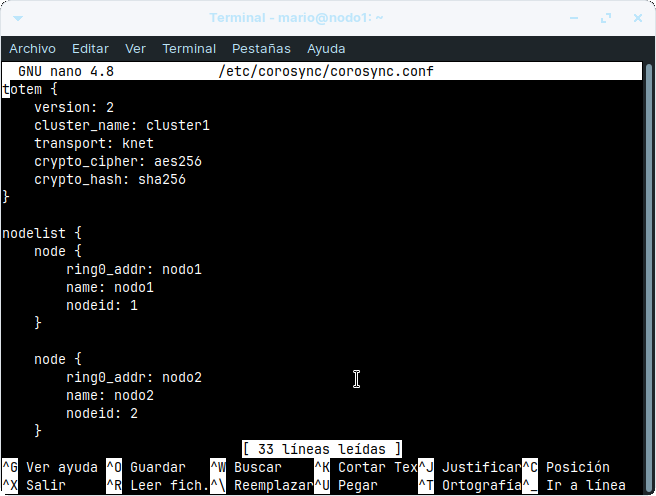 Terminal - mario@nodo1: ~
Archivo Editar Ver Terminal Pestañas Ayuda
GNU nano 4.8 /etc/corosync/corosync.conf
totem {
    version: 2
    cluster_name: cluster1
    transport: knet
    crypto_cipher: aes256
    crypto_hash: sha256
}

nodelist {
    node {
        ring0_addr: nodo1
        name: nodo1
        nodeid: 1
    }

    node {
        ring0_addr: nodo2
        name: nodo2
        nodeid: 2
    }
[ 33 líneas leídas ]
^G Ver ayuda ^O Guardar ^W Buscar ^K Cortar Tex^J Justificar^C Posición
^X Salir ^R Leer fich.^\ Reemplazar^U Pegar ^T Ortografía^_ Ir a línea